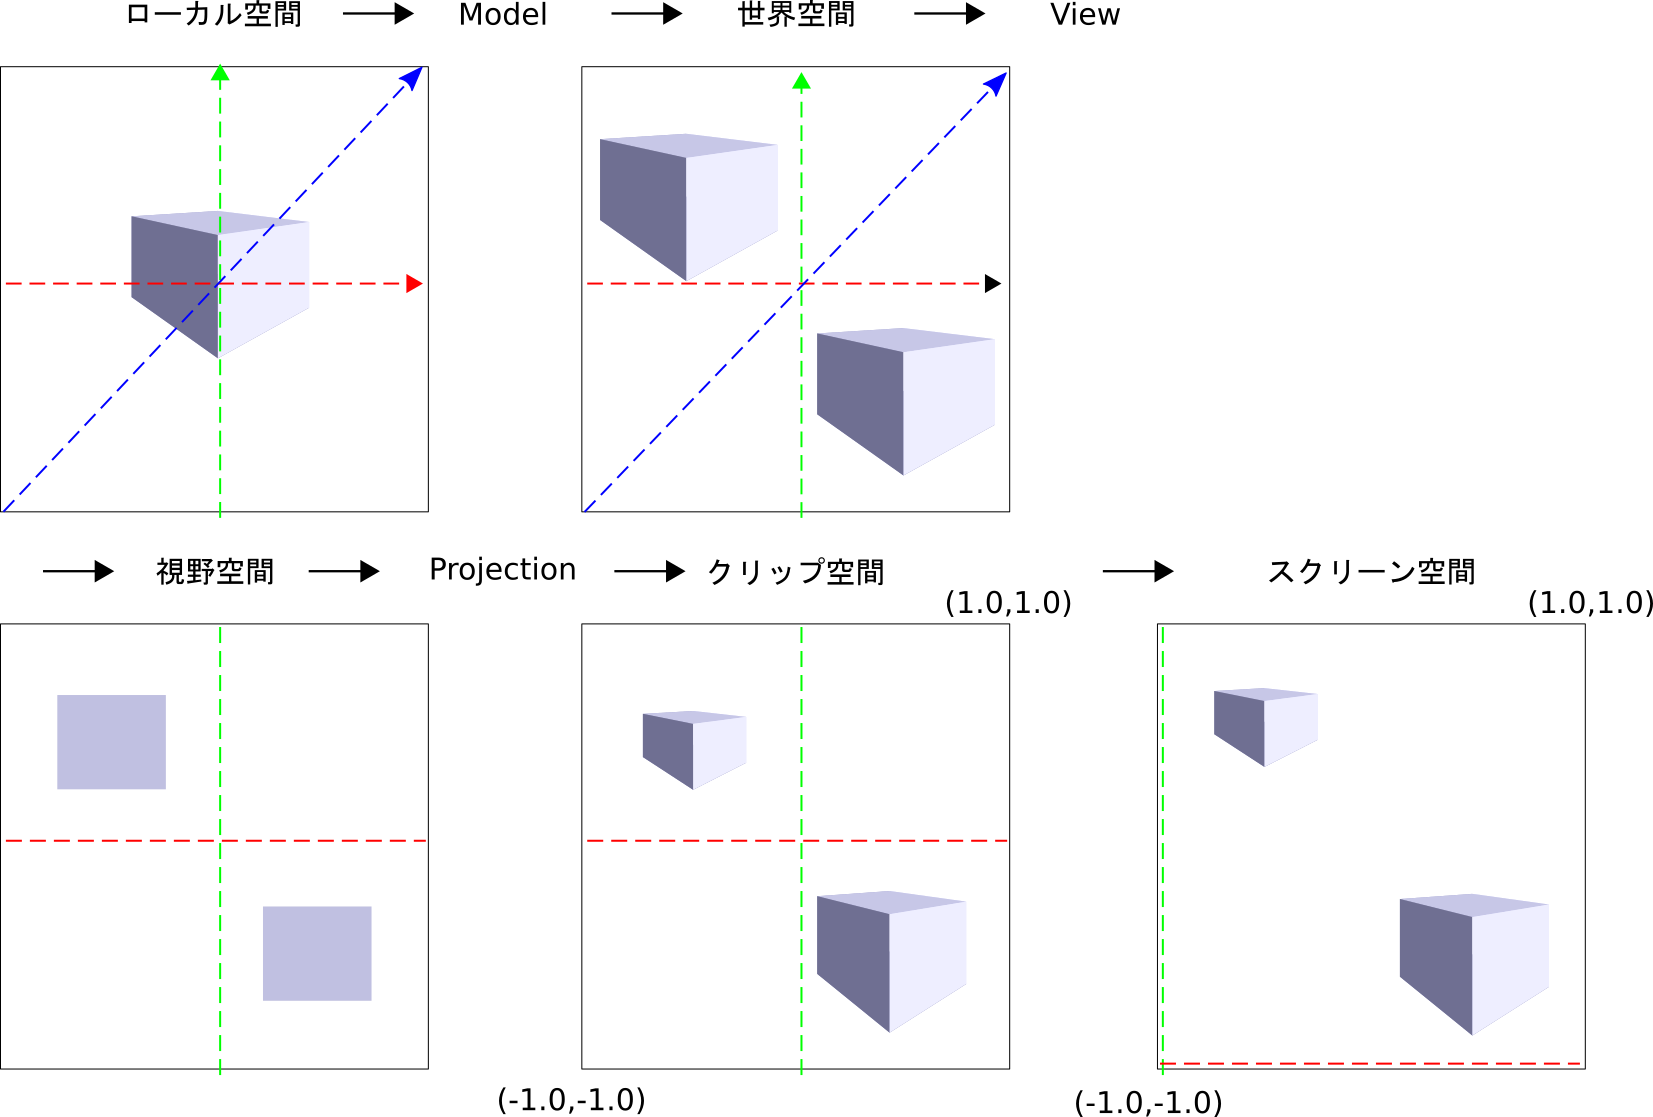 ローカル空間
Model
世界空間
View
視野空間
Projection
クリップ空間
スクリーン空間
(1.0,1.0)
(1.0,1.0)
(-1.0,-1.0)
(-1.0,-1.0)